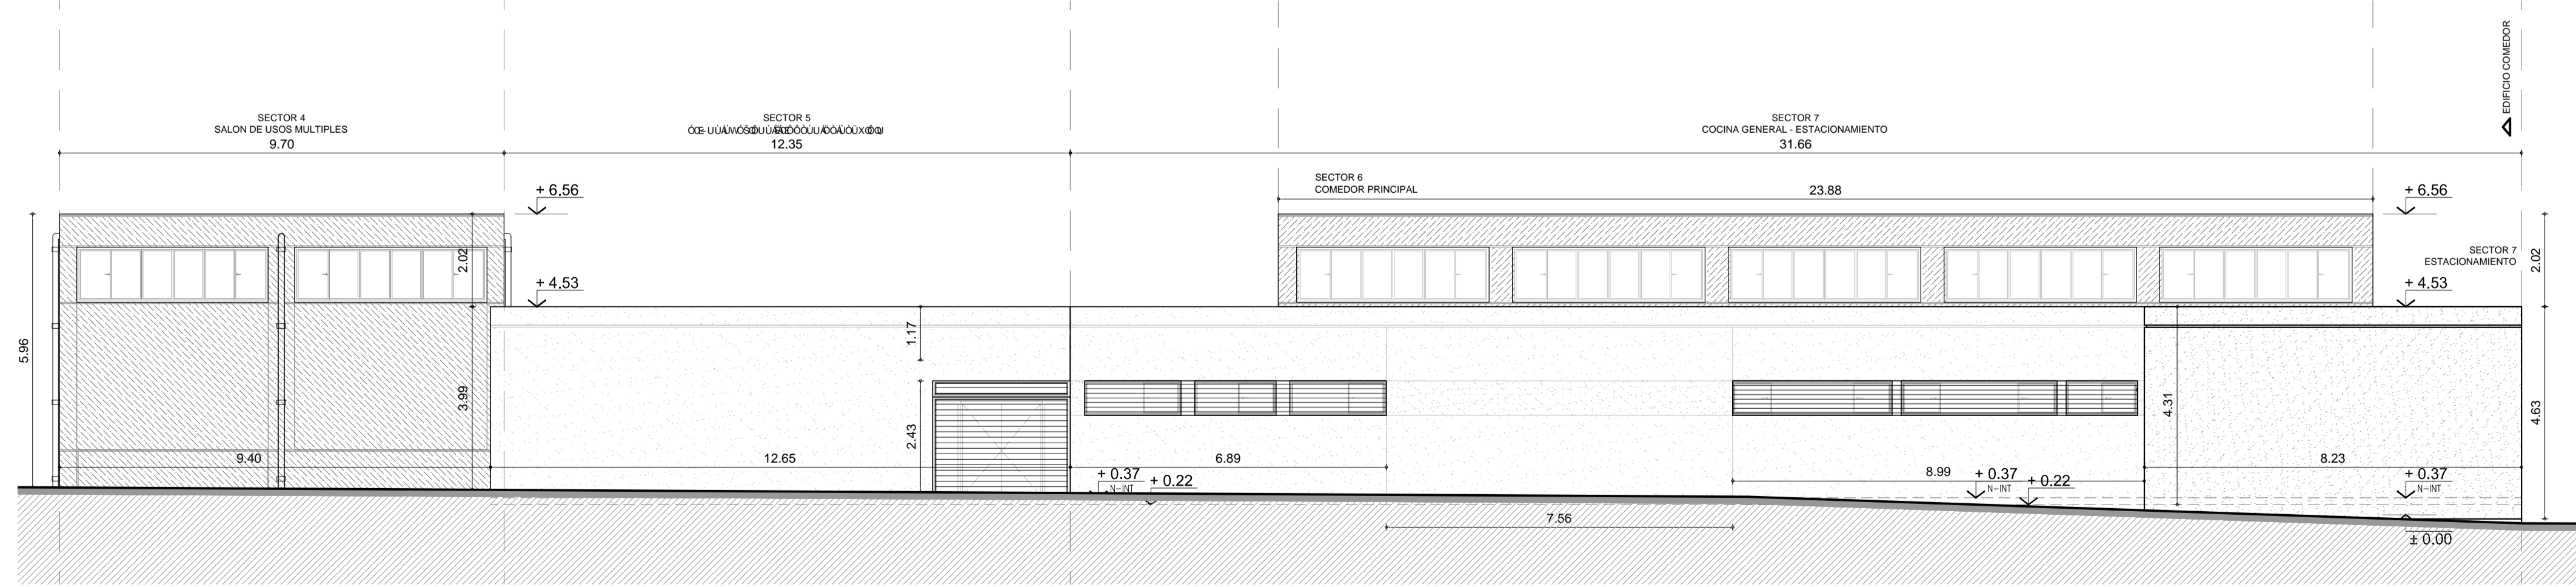 EDIFICIO COMEDOR
SECTOR 4
SALON DE USOS MULTIPLES
9.70
SECTOR 5
12.35
SECTOR 7
COCINA GENERAL - ESTACIONAMIENTO
31.66
SECTOR 6
COMEDOR PRINCIPAL
23.88
+ 6.56
+ 6.56
SECTOR 7
ESTACIONAMIENTO
2.02
2.02
+ 4.53
+ 4.53
5.96
3.99
1.17
2.43
4.31
4.63
9.40
12.65
6.89
8.99
8.23
+ 0.37
N-INT
+ 0.22
+ 0.37
N-INT
+ 0.22
+ 0.37
N-INT
7.56
± 0.00